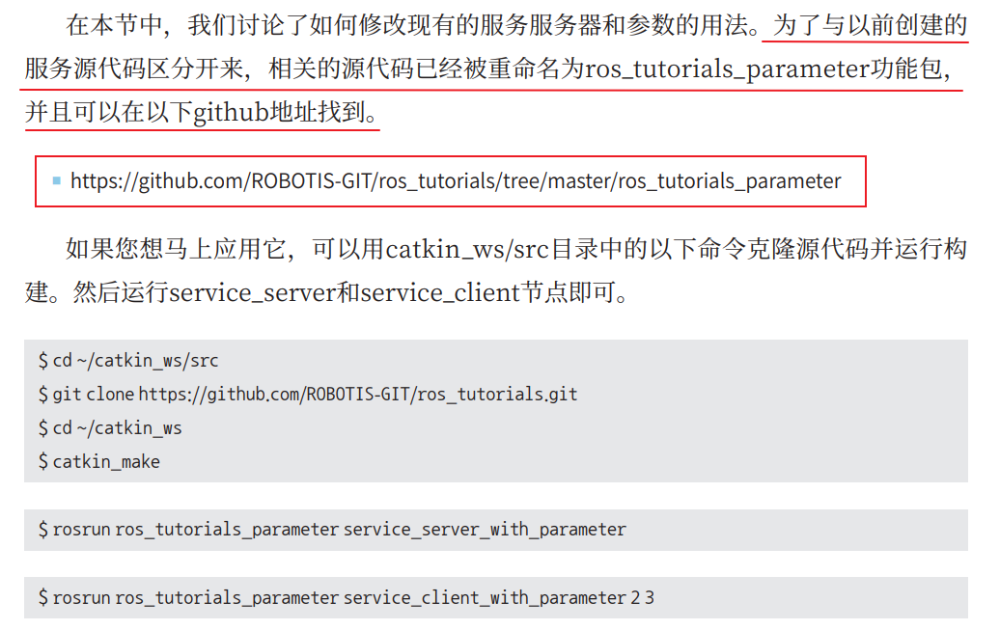 在本节中，我们讨论了如何修改现有的服务服务器和参数的用法。为了与以前创建的
服务源代码区分开来，相关的源代码已经被重命名为ros_tutorials_parameter功能包，
并且可以在以下github地址找到。
https://github.com/ROBOTIS-GIT/ros_tutorials/tree/master/ros_tutorials_parameter
如果您想马上应用它，可以用catkin_ws/src目录中的以下命令克隆源代码并运行构
建。然后运行service_server和service_client节点即可。
$ cd ~/catkin_ws/src
$ git clone https://github.com/ROBOTIS-GIT/ros_tutorials.git
$ cd ~/catkin_ws
$ catkin_make
$ rosrun ros_tutorials_parameter service_server_with_parameter
$ rosrun ros_tutorials_parameter service_client_with_parameter 2 3